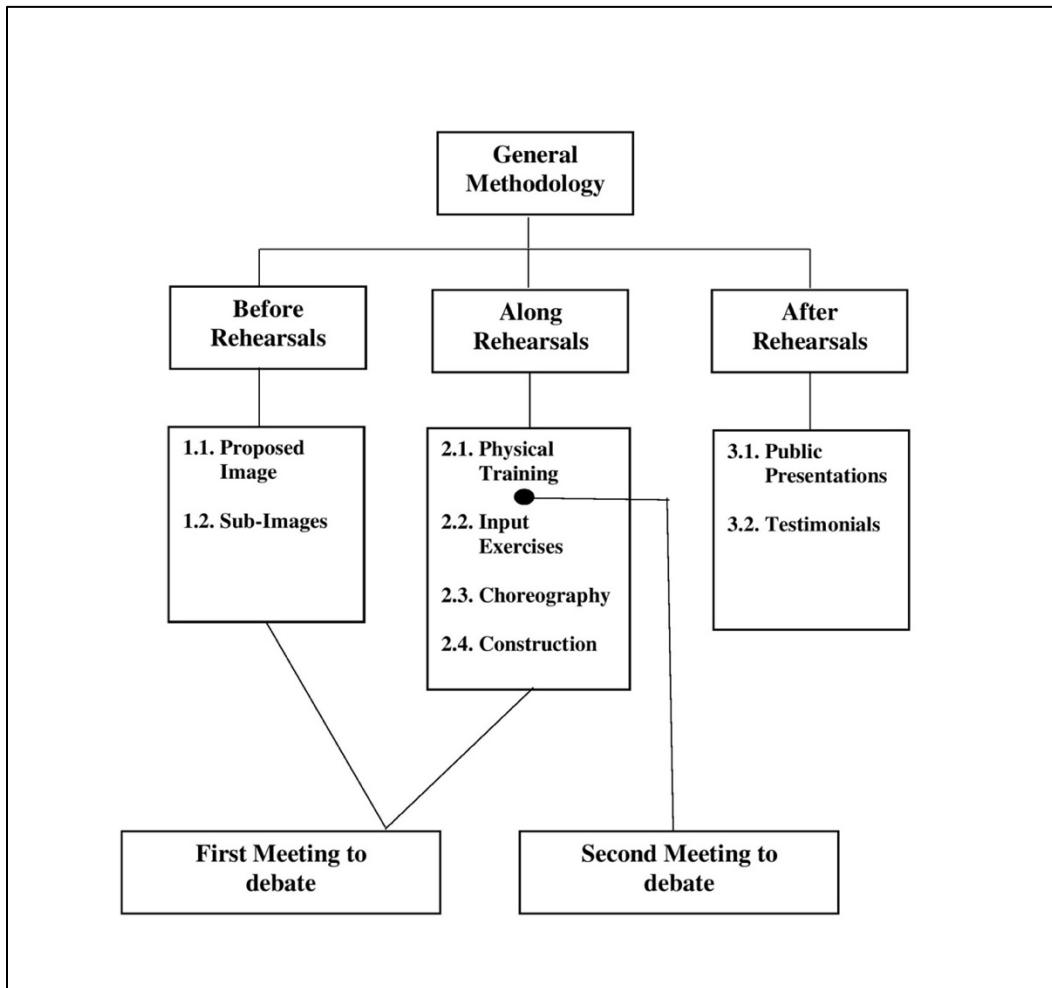 General
Methodology
Before
Rehearsals
Along
Rehearsals
After
Rehearsals
1.1. Proposed
Image
1.2. Sub-Images
2.1. Physical
Training
2.2. Input
Exercises
2.3. Choreography
2.4. Construction
3.1. Public
Presentations
3.2. Testimonials
First Meeting to
debate
Second Meeting to
debate